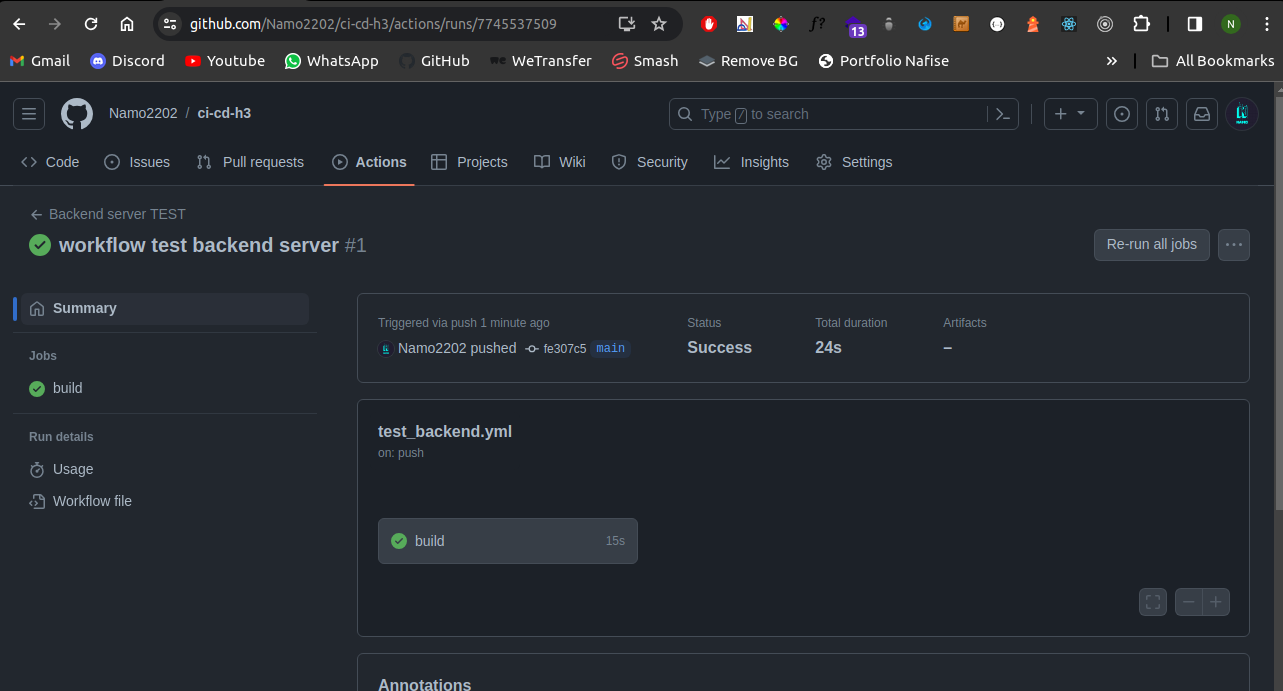 github.com/Namo2202/ci-cd-h3/actions/runs/7745537509
f?
13
N
Gmail Discord Youtube WhatsApp GitHub we WeTransfer Smash Remove BG Portfolio Nafise » All Bookmarks
Namo2202 / ci-cd-h3
Type / to search
Code Issues Pull requests Actions Projects Wiki Security Insights Settings
Backend server TEST
workflow test backend server #1
Re-run all jobs
Summary
Jobs
build
Run details
Usage
Workflow file
Triggered via push 1 minute ago
Namo2202 pushed fe307c5 main
Status
Success
Total duration
24s
Artifacts
–
test_backend.yml
on: push
build 15s
Annotations